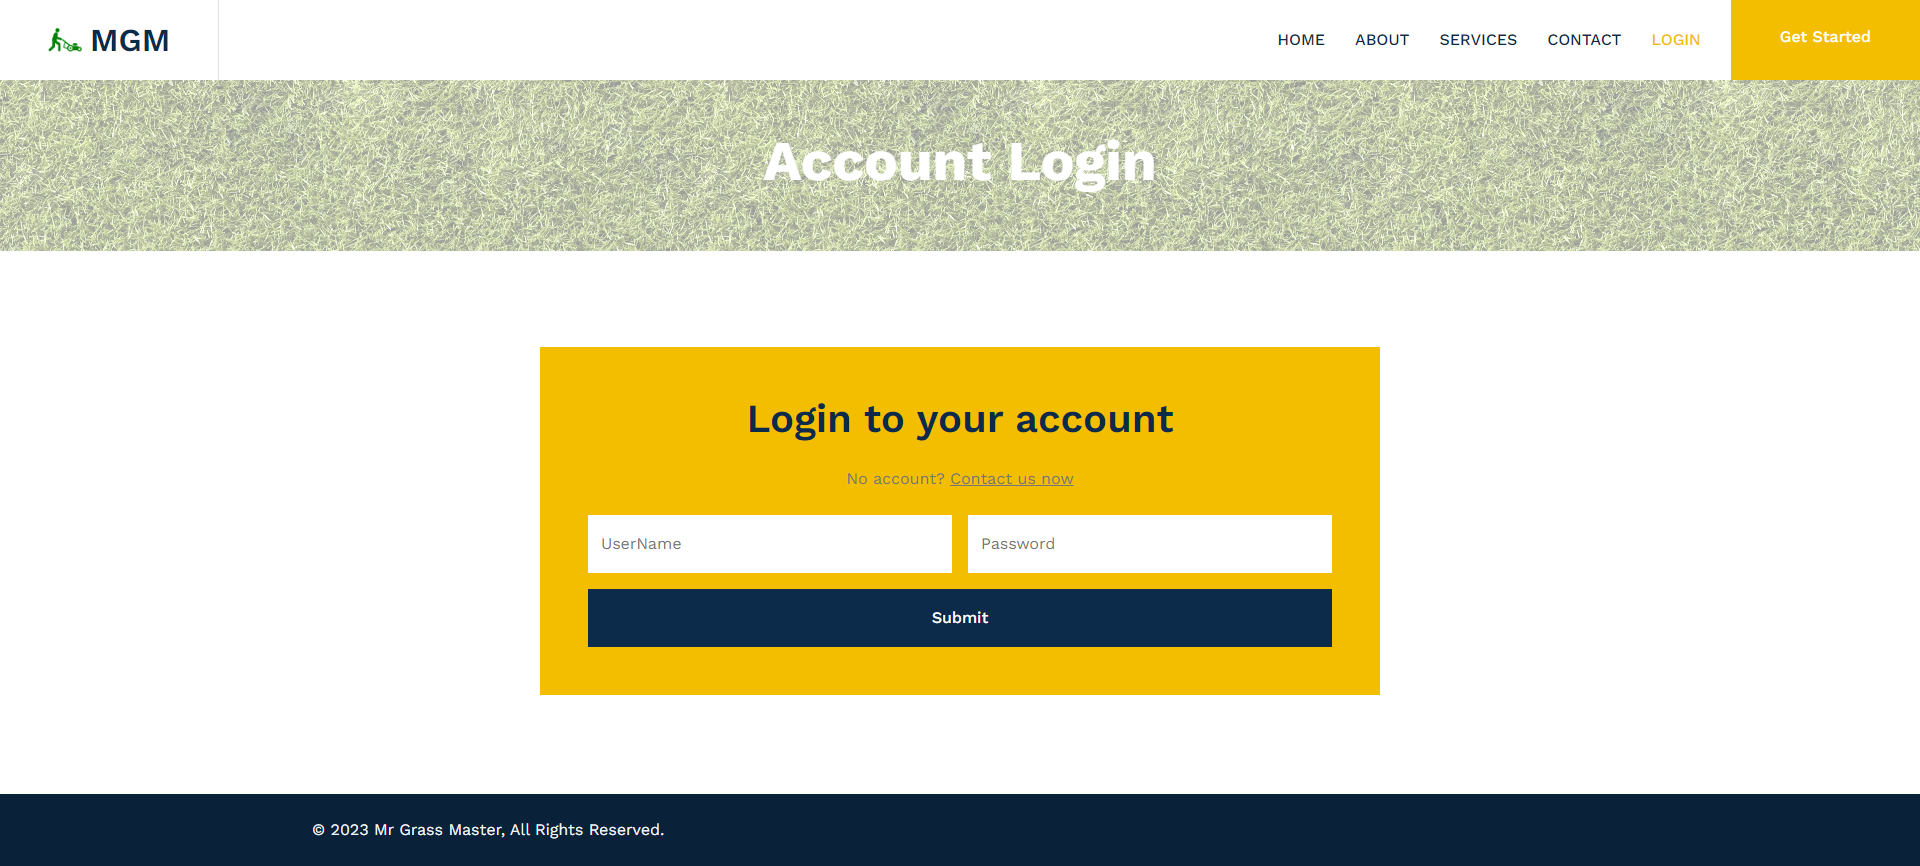 MGM
HOME ABOUT SERVICES CONTACT LOGIN Get Started
Account Login
Login to your account
No account? Contact us now
UserName Password
Submit
© 2023 Mr Grass Master, All Rights Reserved.